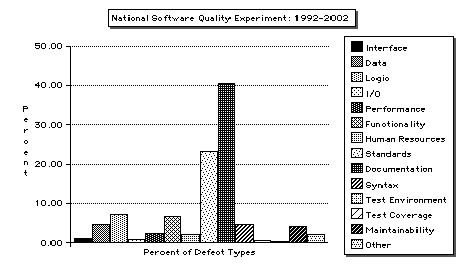 National Software Quality Experiment: 1992-2002
50.00
40.00
30.00
20.00
10.00
0.00
Percent
Percent of Defect Types
Interface
Data
Logic
I/O
Performance
Functionality
Human Resources
Standards
Documentation
Syntax
Test Environment
Test Coverage
Maintainability
Other